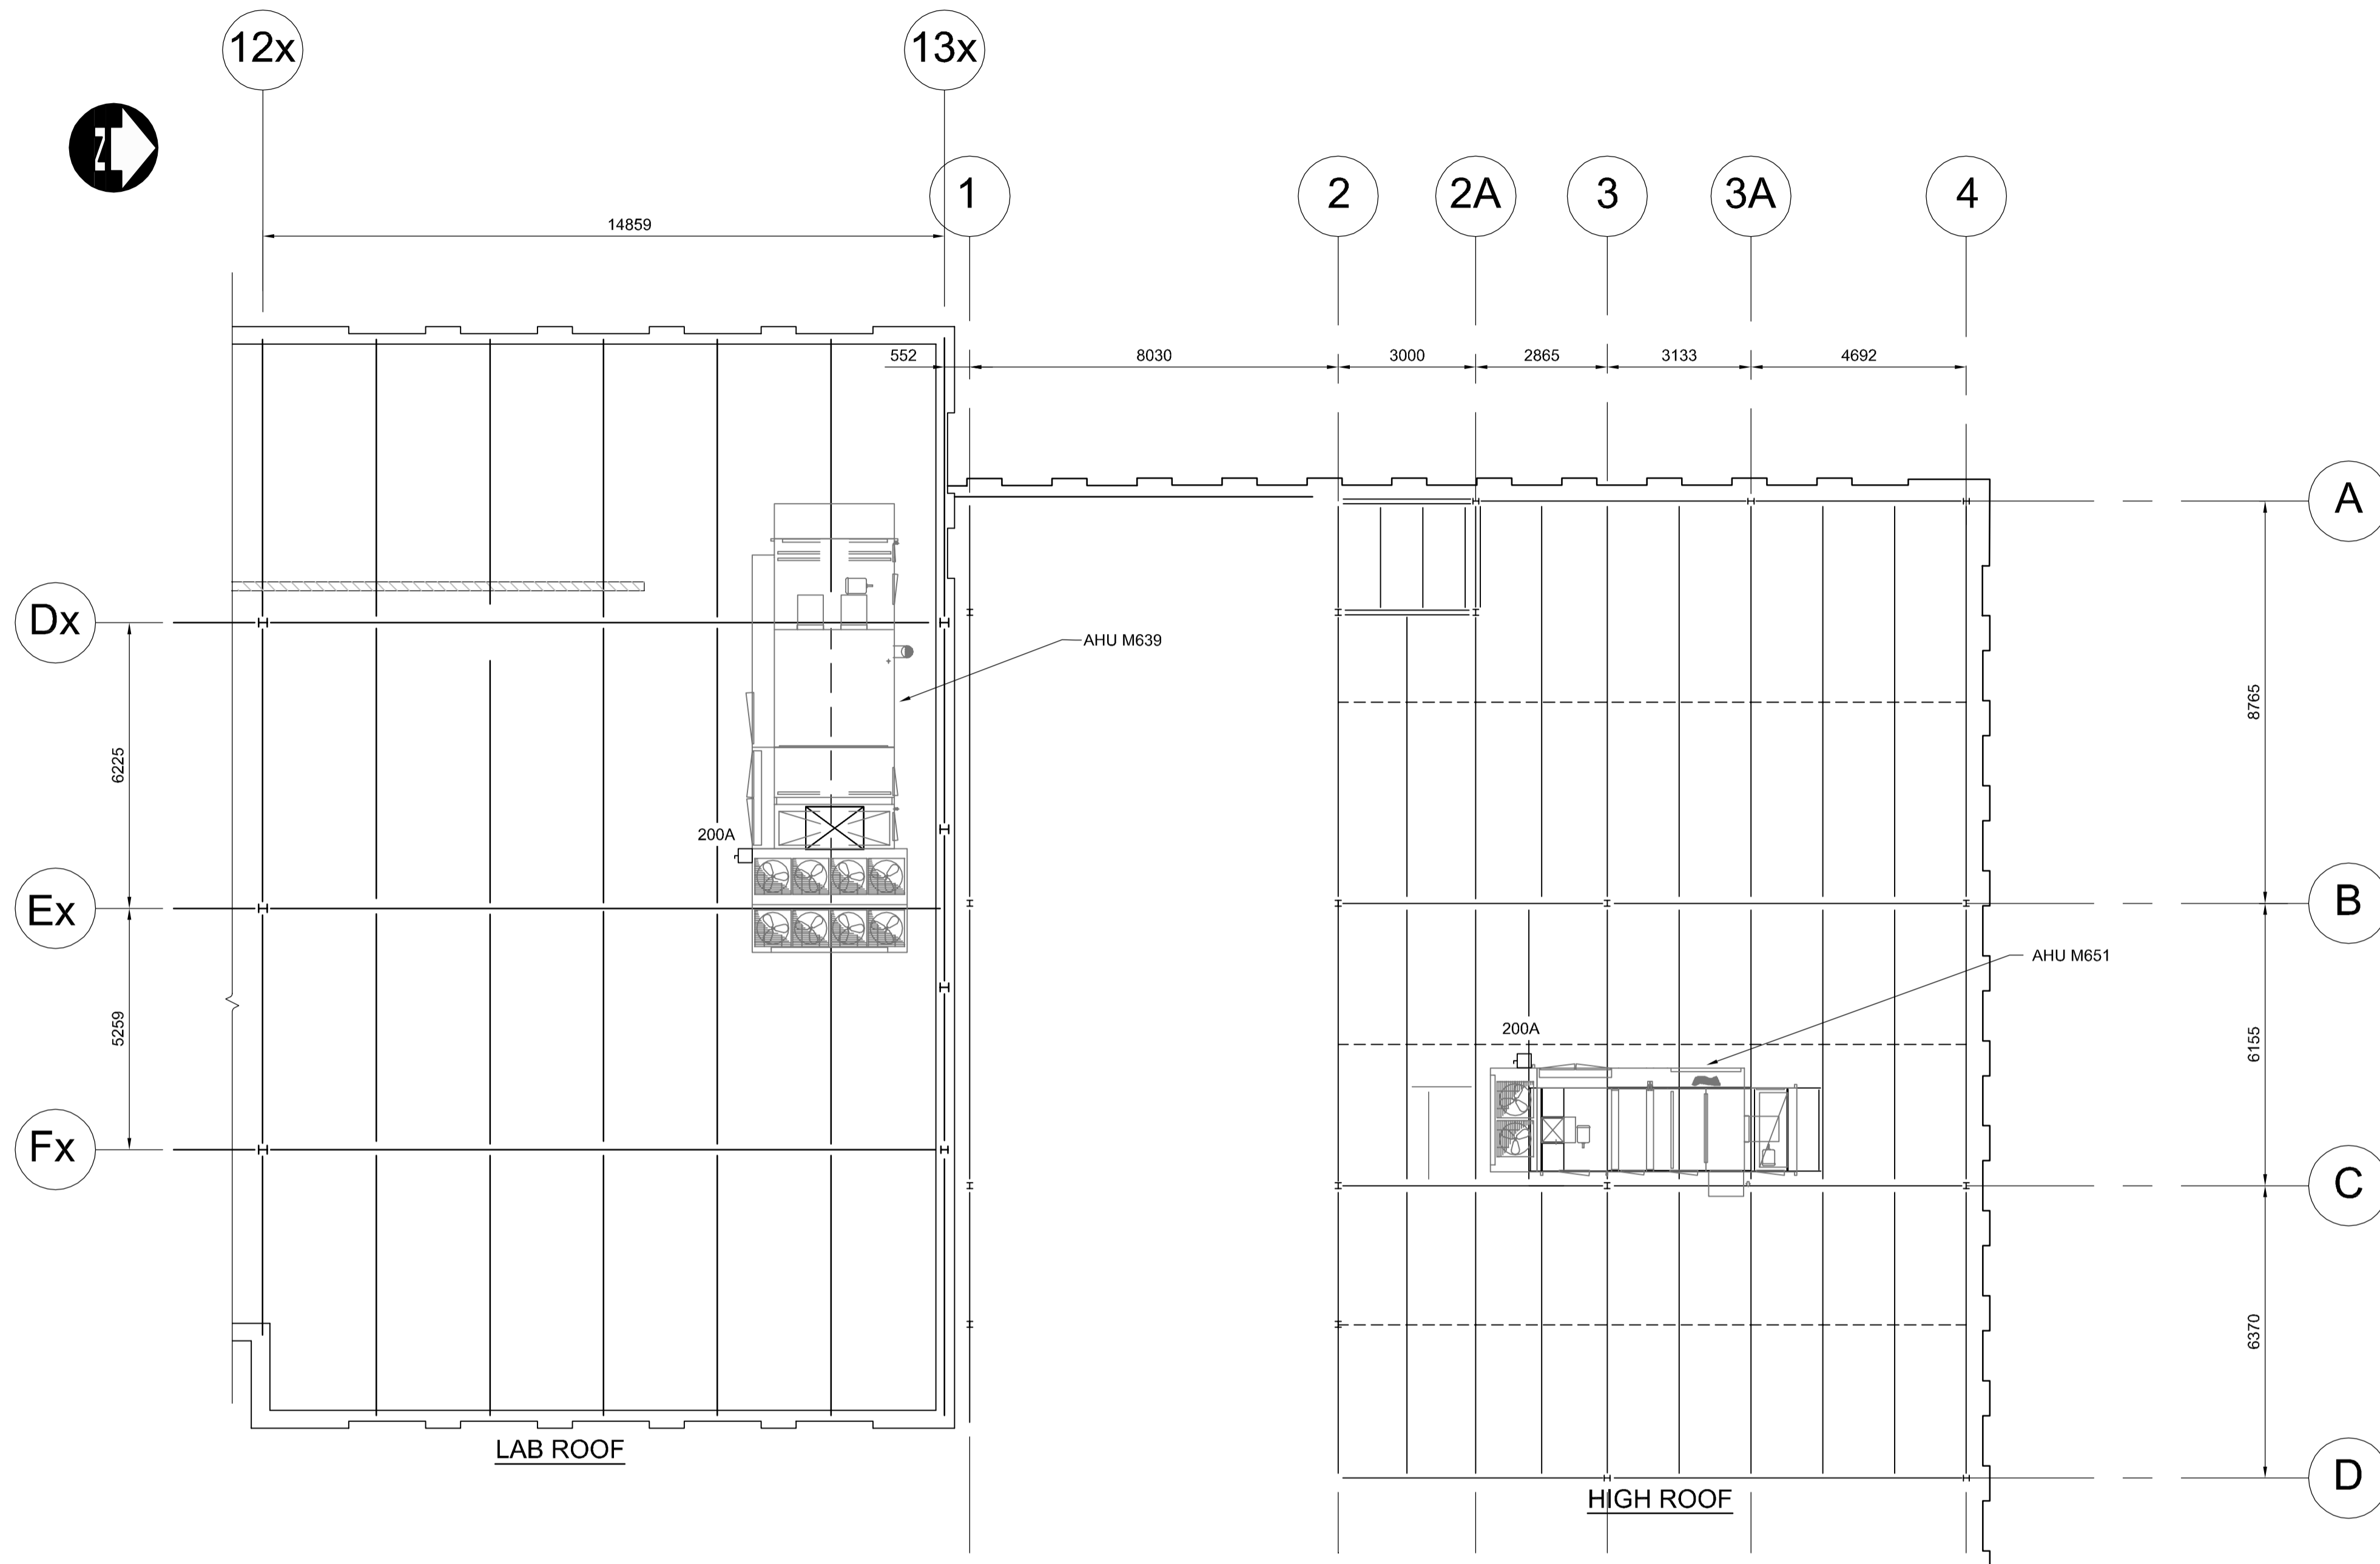 12x
13x
N
1
2
2A
3
3A
4
14859
552
8030
3000
2865
3133
4692
A
Dx
AHU M639
8765
6225
200A
Ex
B
AHU M651
5259
200A
6155
Fx
C
6370
LAB ROOF
D
HIGH ROOF